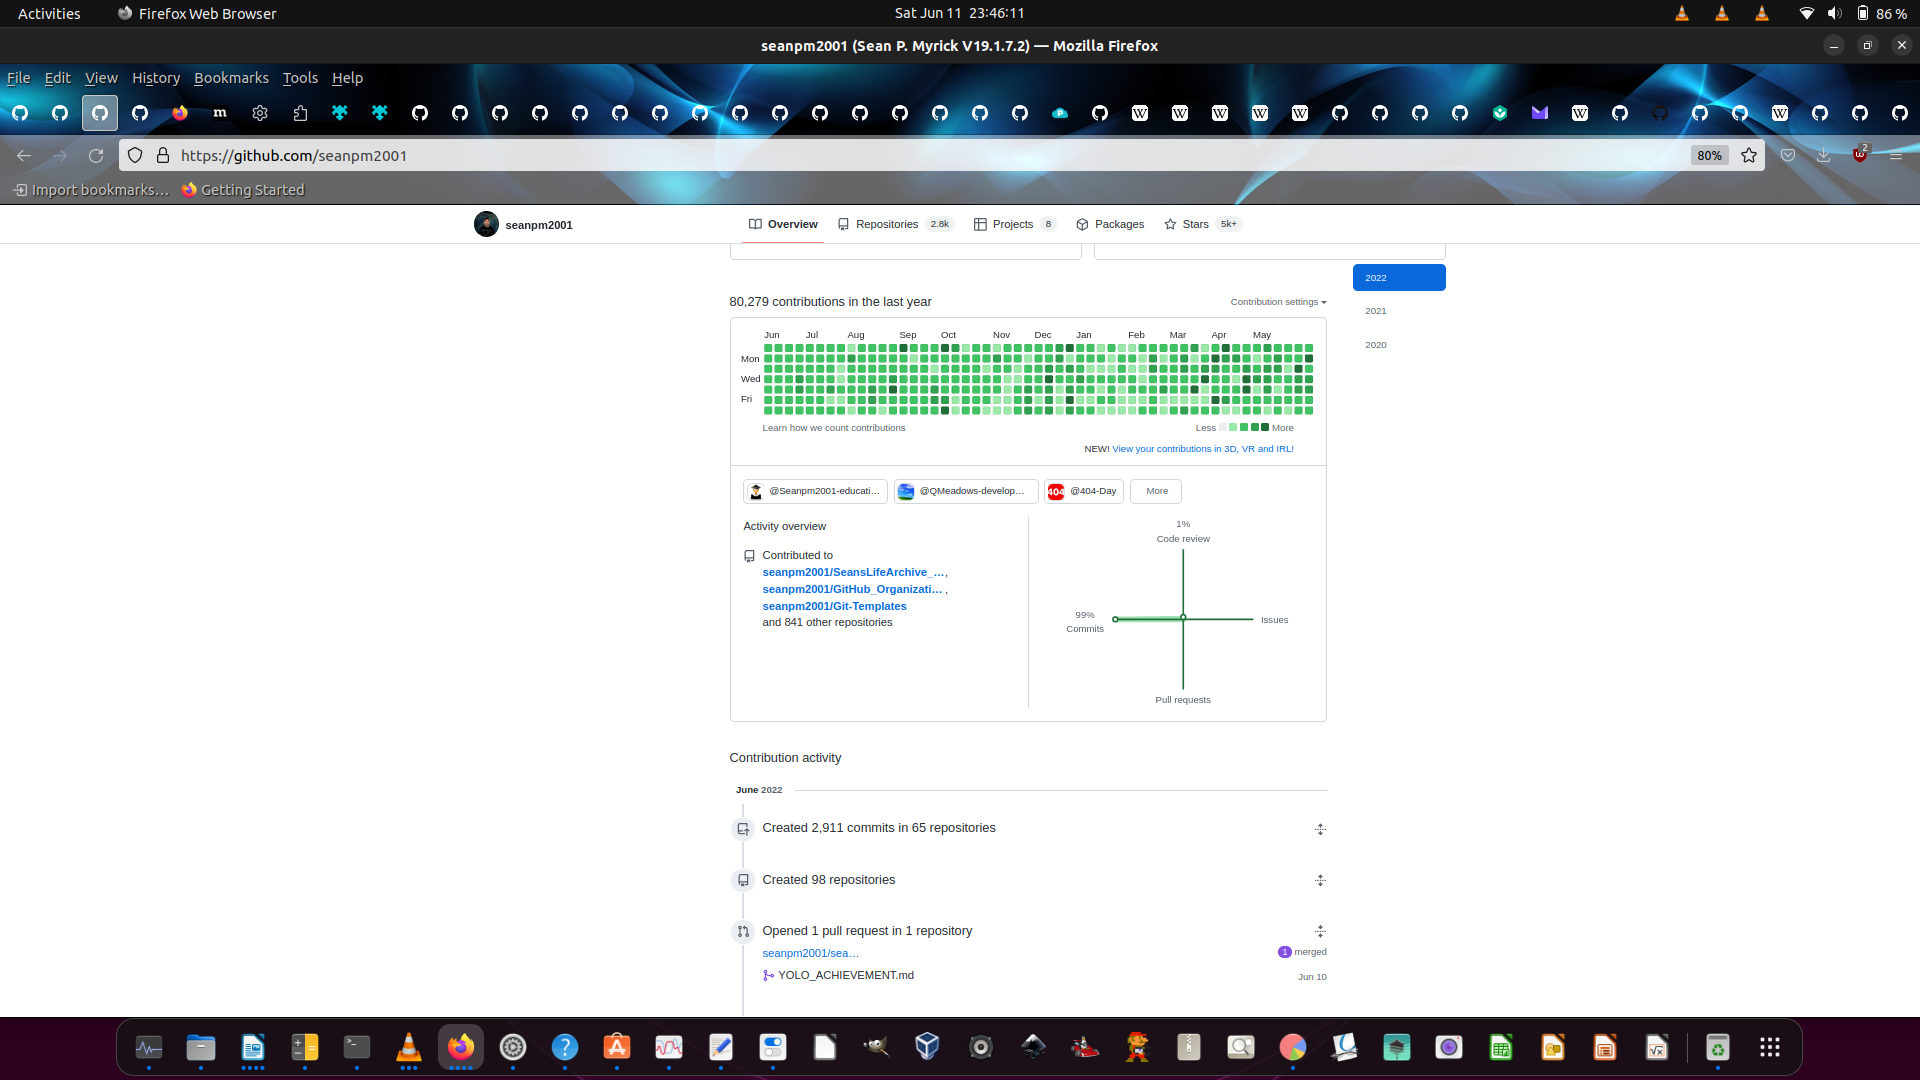 Activities
Firefox Web Browser
Sat Jun 11 23:46:11
86 %
seanpm2001 (Sean P. Myrick V19.1.7.2) — Mozilla Firefox
File Edit View History Bookmarks Tools Help
https://github.com/seanpm2001
80%
2
Import bookmarks…
Getting Started
seanpm2001
Overview
Repositories 2.8k
Projects 8
Packages
Stars 5k+
2022
2021
2020
80,279 contributions in the last year
Contribution settings
Jun Jul Aug Sep Oct Nov Dec Jan Feb Mar Apr May
Mon
Wed
Fri
Learn how we count contributions
Less More
NEW! View your contributions in 3D, VR and IRL!
@Seanpm2001-educati…
@QMeadows-develop…
404 @404-Day
More
Activity overview
Contributed to
seanpm2001/SeansLifeArchive_…,
seanpm2001/GitHub_Organizati… ,
seanpm2001/Git-Templates
and 841 other repositories
1%
Code review
99%
Commits
Issues
Pull requests
Contribution activity
June 2022
Created 2,911 commits in 65 repositories
Created 98 repositories
Opened 1 pull request in 1 repository
seanpm2001/sea…
1 merged
YOLO_ACHIEVEMENT.md
Jun 10